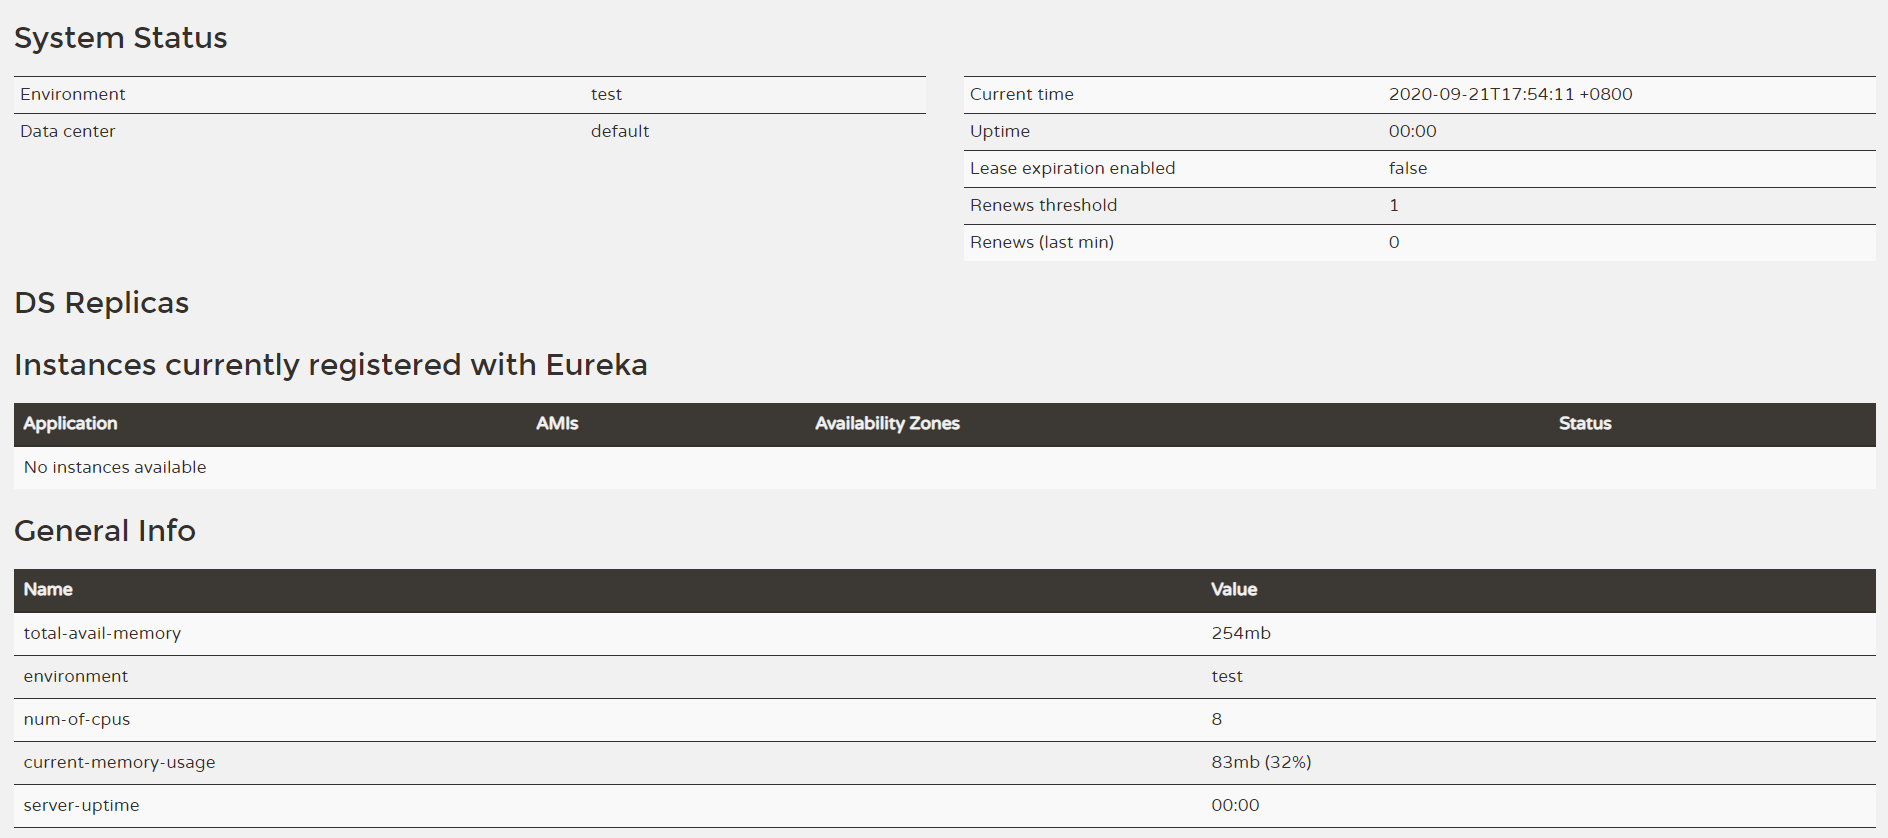 System Status
Environment test
Data center default
Current time 2020-09-21T17:54:11 +0800
Uptime 00:00
Lease expiration enabled false
Renews threshold 1
Renews (last min) 0
DS Replicas
Instances currently registered with Eureka
Application AMIs Availability Zones Status
No instances available
General Info
Name Value
total-avail-memory 254mb
environment test
num-of-cpus 8
current-memory-usage 83mb (32%)
server-uptime 00:00